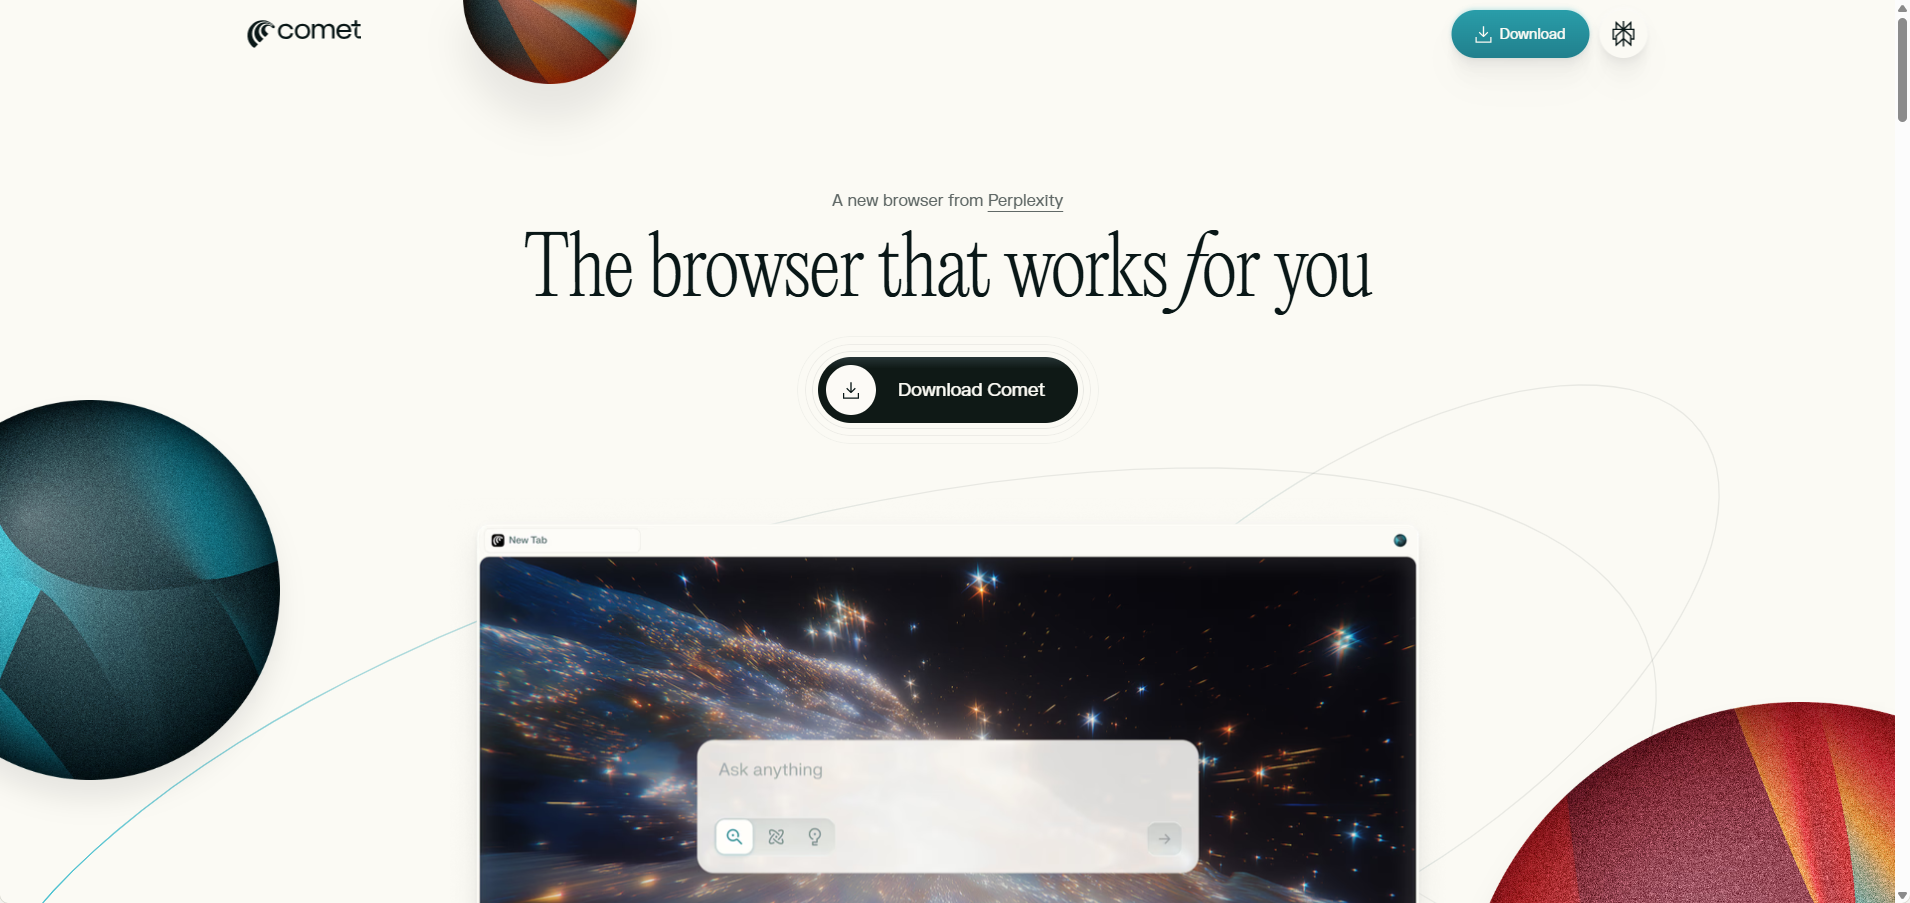 comet
Download
A new browser from Perplexity
The browser that works for you
Download Comet
New Tab
Ask anything